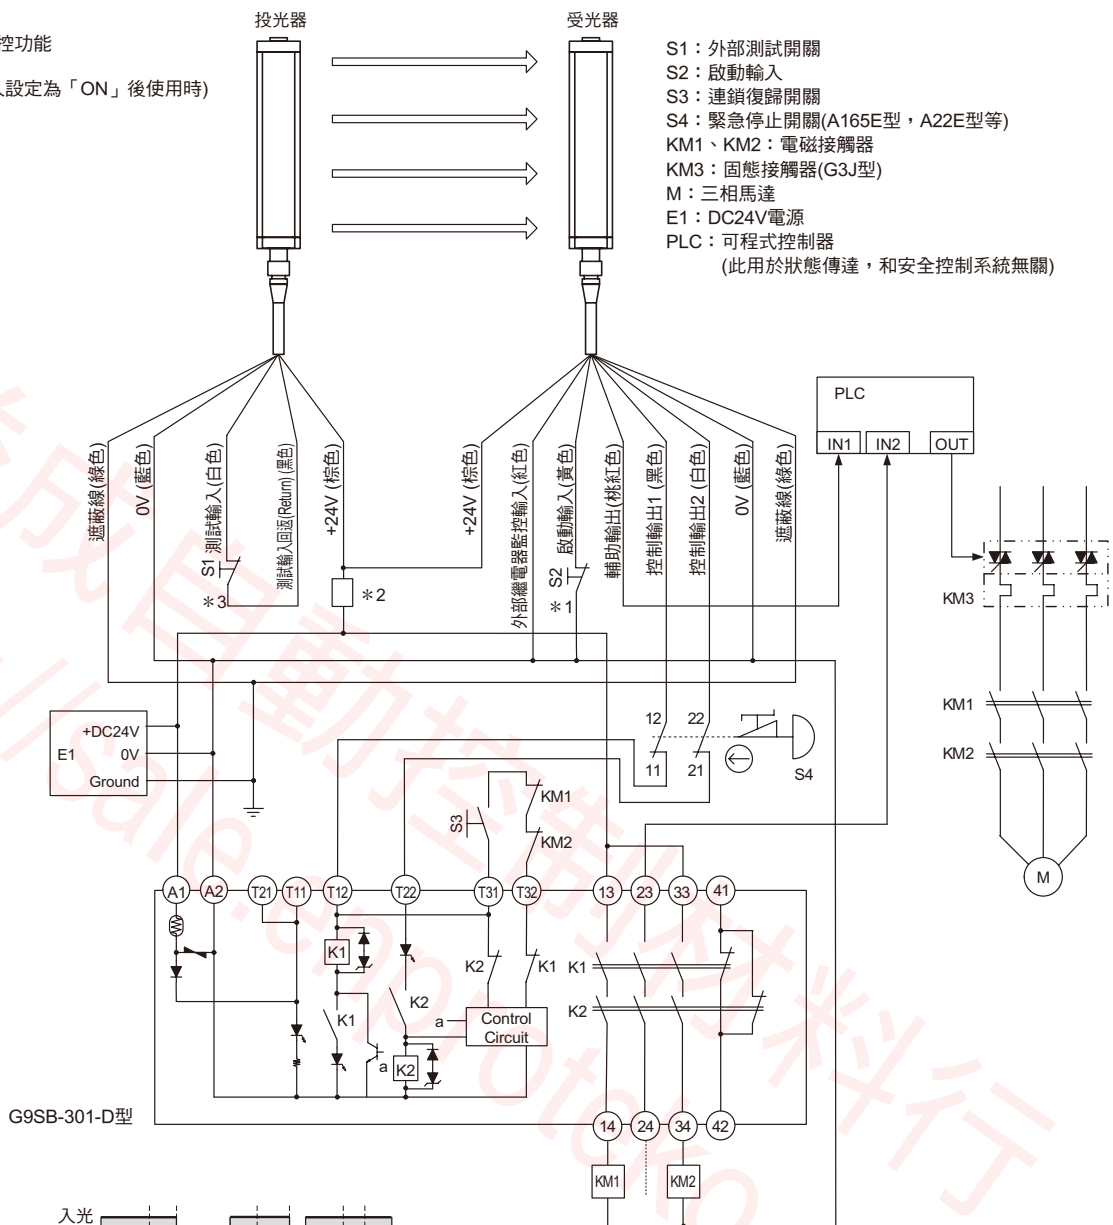 投光器
受光器
控功能
設定為「ON」後使用時)
S1：外部測試開關
S2：啟動輸入
S3：連鎖復歸開關
S4：緊急停止開關(A165E型，A22E型等)
KM1、KM2：電磁接觸器
KM3：固態接觸器(G3J型)
M：三相馬達
E1：DC24V電源
PLC：可程式控制器
(此用於狀態傳達，和安全控制系統無關)
PLC
IN1
IN2
OUT
遮蔽線(綠色)
0V (藍色)
測試輸入(白色)
S1
＊3
測試輸入回返(Return) (黑色)
+24V (棕色)
＊2
+24V (棕色)
外部繼電器監控輸入(紅色)
啟動輸入(黃色)
S2
＊1
輔助輸出(桃紅色)
控制輸出1 (黑色)
控制輸出2 (白色)
0V (藍色)
遮蔽線(綠色)
KM3
KM1
KM2
M
E1
+DC24V
0V
Ground
12
22
11
21
S4
S3
KM1
KM2
A1
A2
T21
T11
T12
T22
T31
T32
13
23
33
41
K1
K1
a
K2
K2
K2
K1
a
Control
Circuit
K1
K2
G9SB-301-D型
14
24
34
42
KM1
KM2
入光
益成自動控制材料行
//sale.enproteko